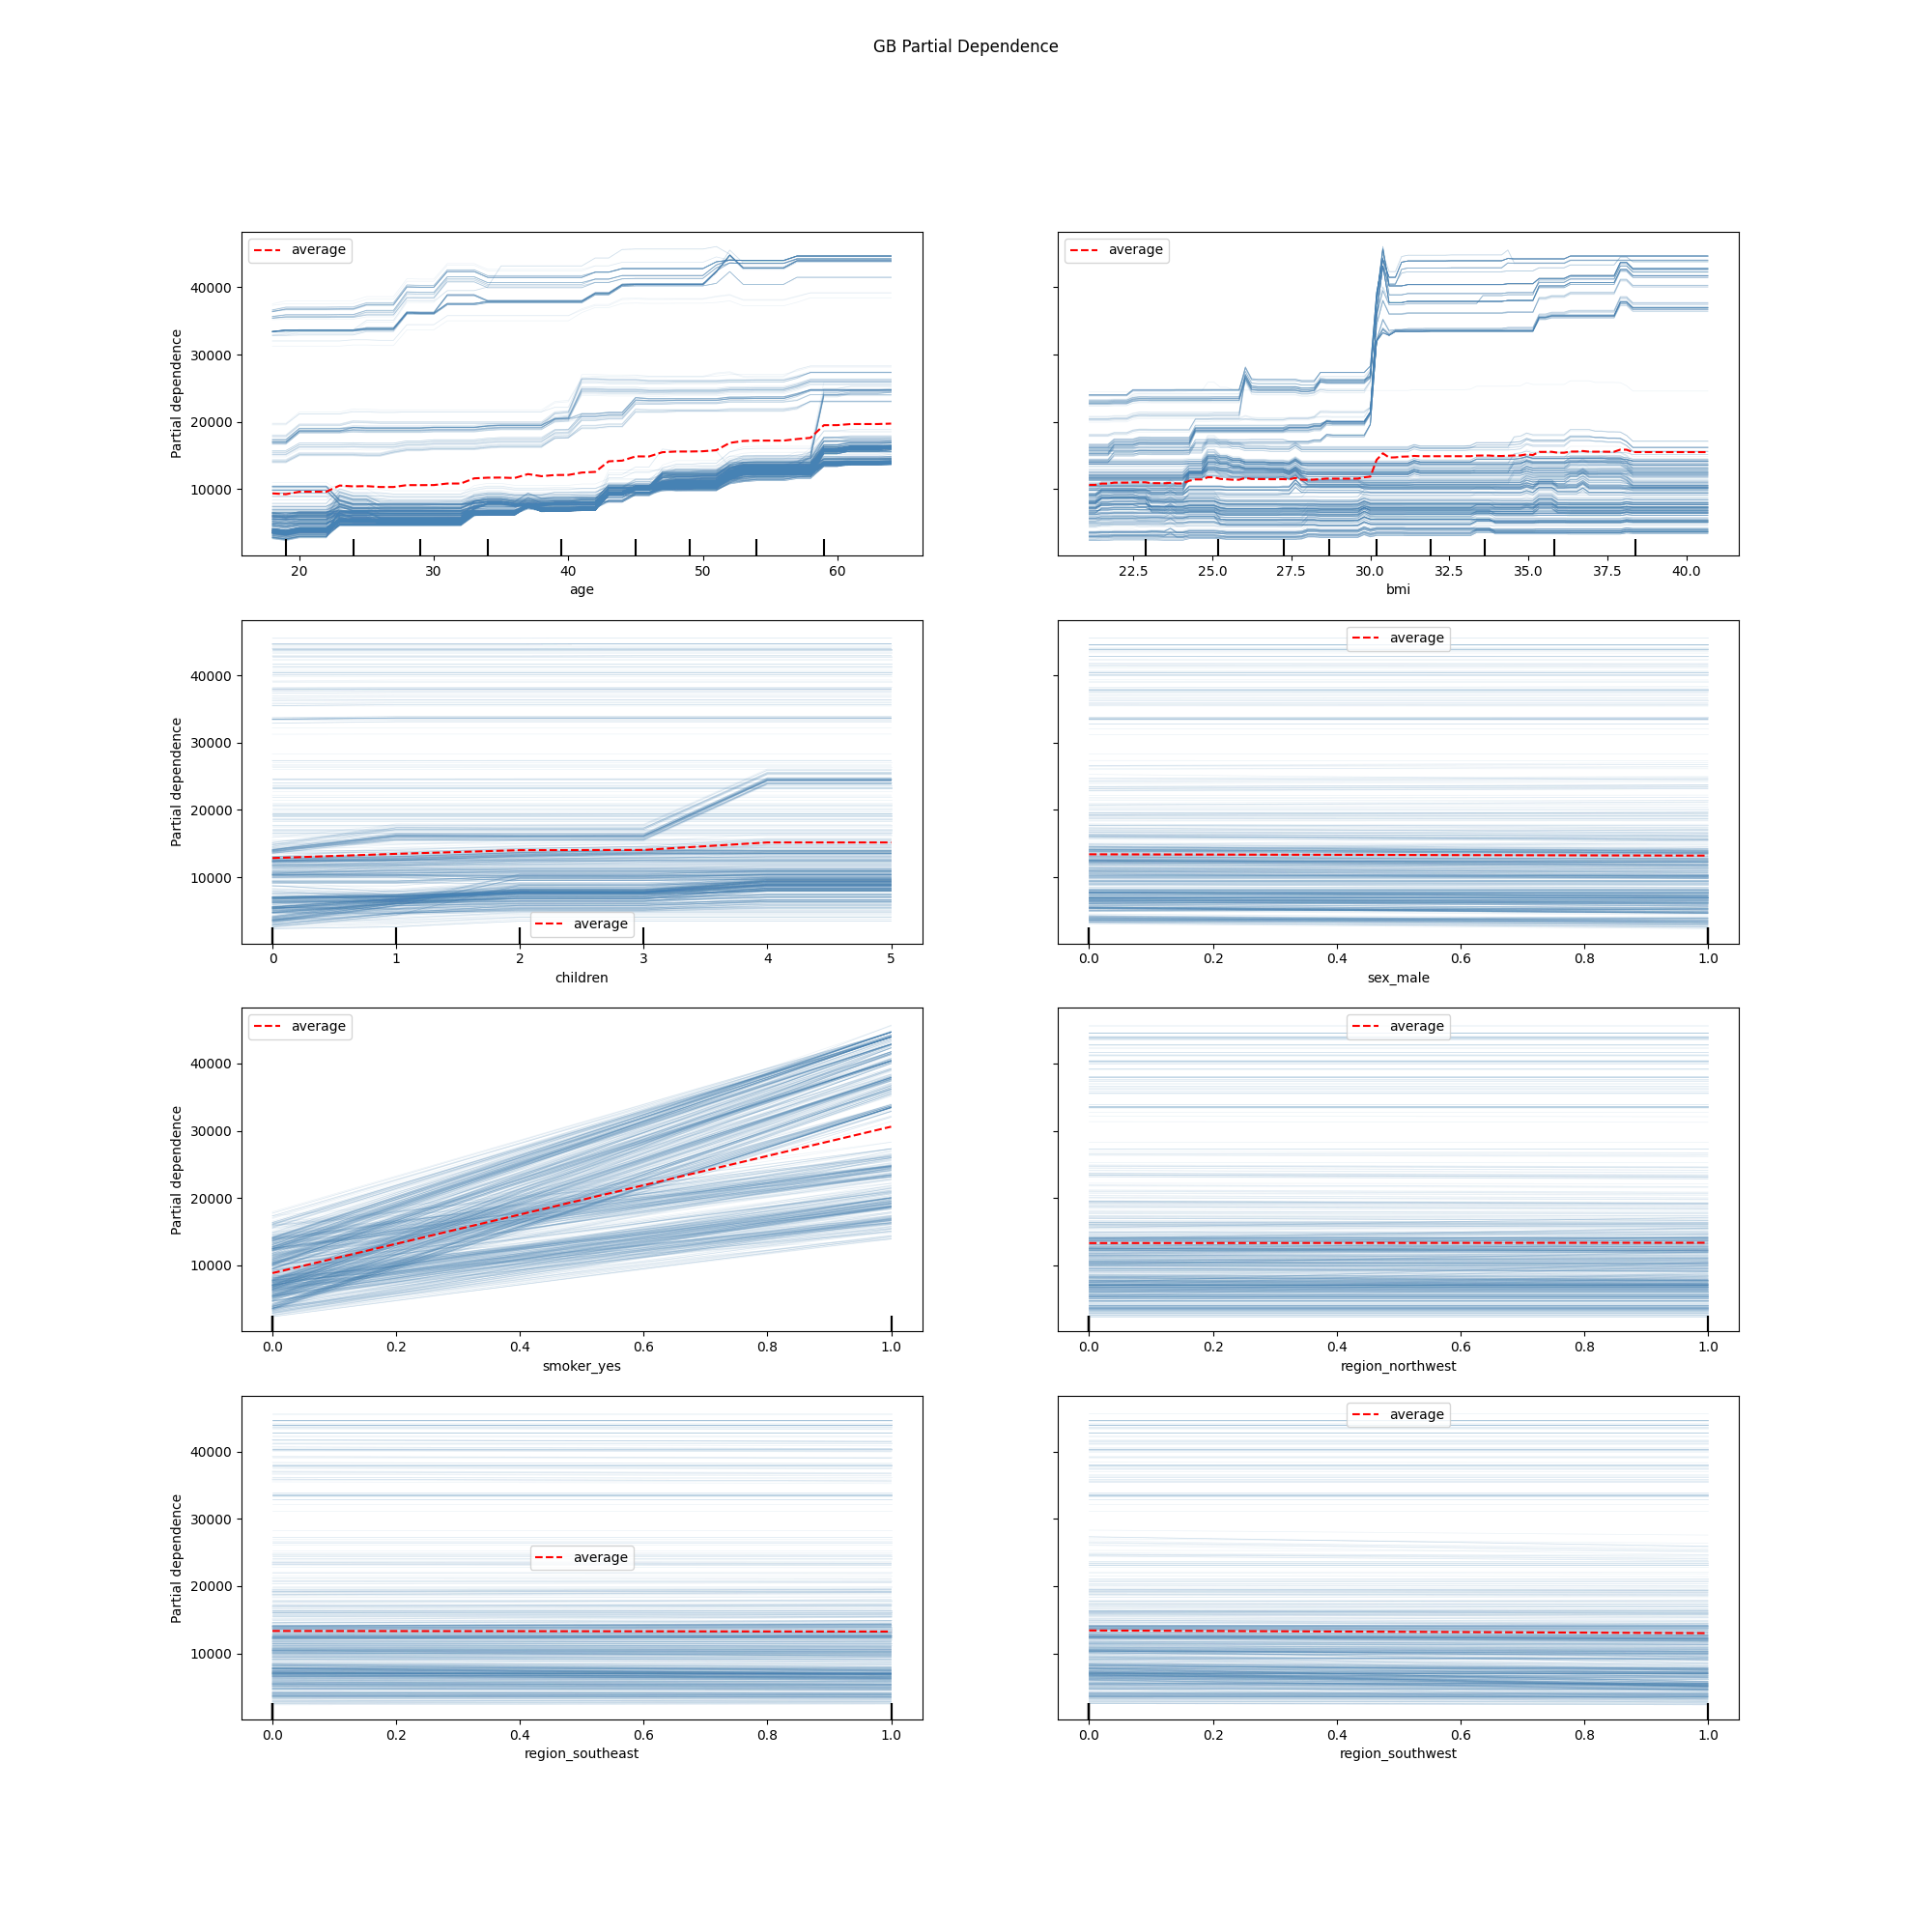 GB Partial Dependence
average
Partial dependence
40000
30000
20000
10000
20 30 40 50 60
age
average
22.5 25.0 27.5 30.0 32.5 35.0 37.5 40.0
bmi
Partial dependence
40000
30000
20000
10000
average
0 1 2 3 4 5
children
average
0.0 0.2 0.4 0.6 0.8 1.0
sex_male
average
Partial dependence
40000
30000
20000
10000
0.0 0.2 0.4 0.6 0.8 1.0
smoker_yes
average
0.0 0.2 0.4 0.6 0.8 1.0
region_northwest
Partial dependence
40000
30000
20000
10000
average
0.0 0.2 0.4 0.6 0.8 1.0
region_southeast
average
0.0 0.2 0.4 0.6 0.8 1.0
region_southwest